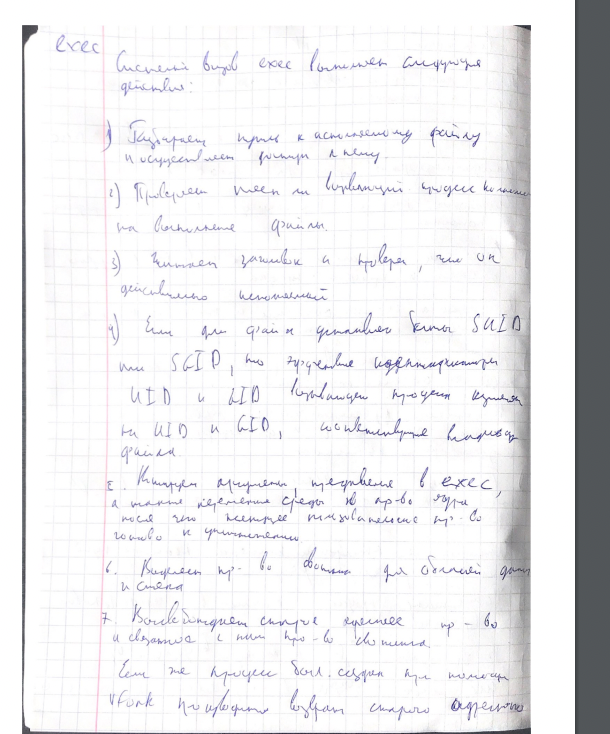 exec
Системный вызов exec выполняет следующие
действия:
1) Разбирает путь к исполняемому файлу
и осуществляет доступ к нему.
2) Проверяет имеет ли вызывающий процесс
на выполнение файла.
3) Читает заголовок и проверяет, что он
действительно исполняемый
4) Если для файла установлены биты SUID
или SGID, то эффективные идентификаторы
UID и GID вызывающего процесса
на UID и GID, соответствующие владельцу
файла
5. Копирует аргументы, в exec,
а также переменные среды в пр-во ядра
после чего текущее пользовательское пр-во
готово к уничтожению
6. Выделяет пр-во свопинга для областей данных
и стека
7. Высвобождает старое адресное пр-во
и связанное с ним пр-во свопинга
Если же процесс был создан при помощи
vfork производится возврат старого адресного